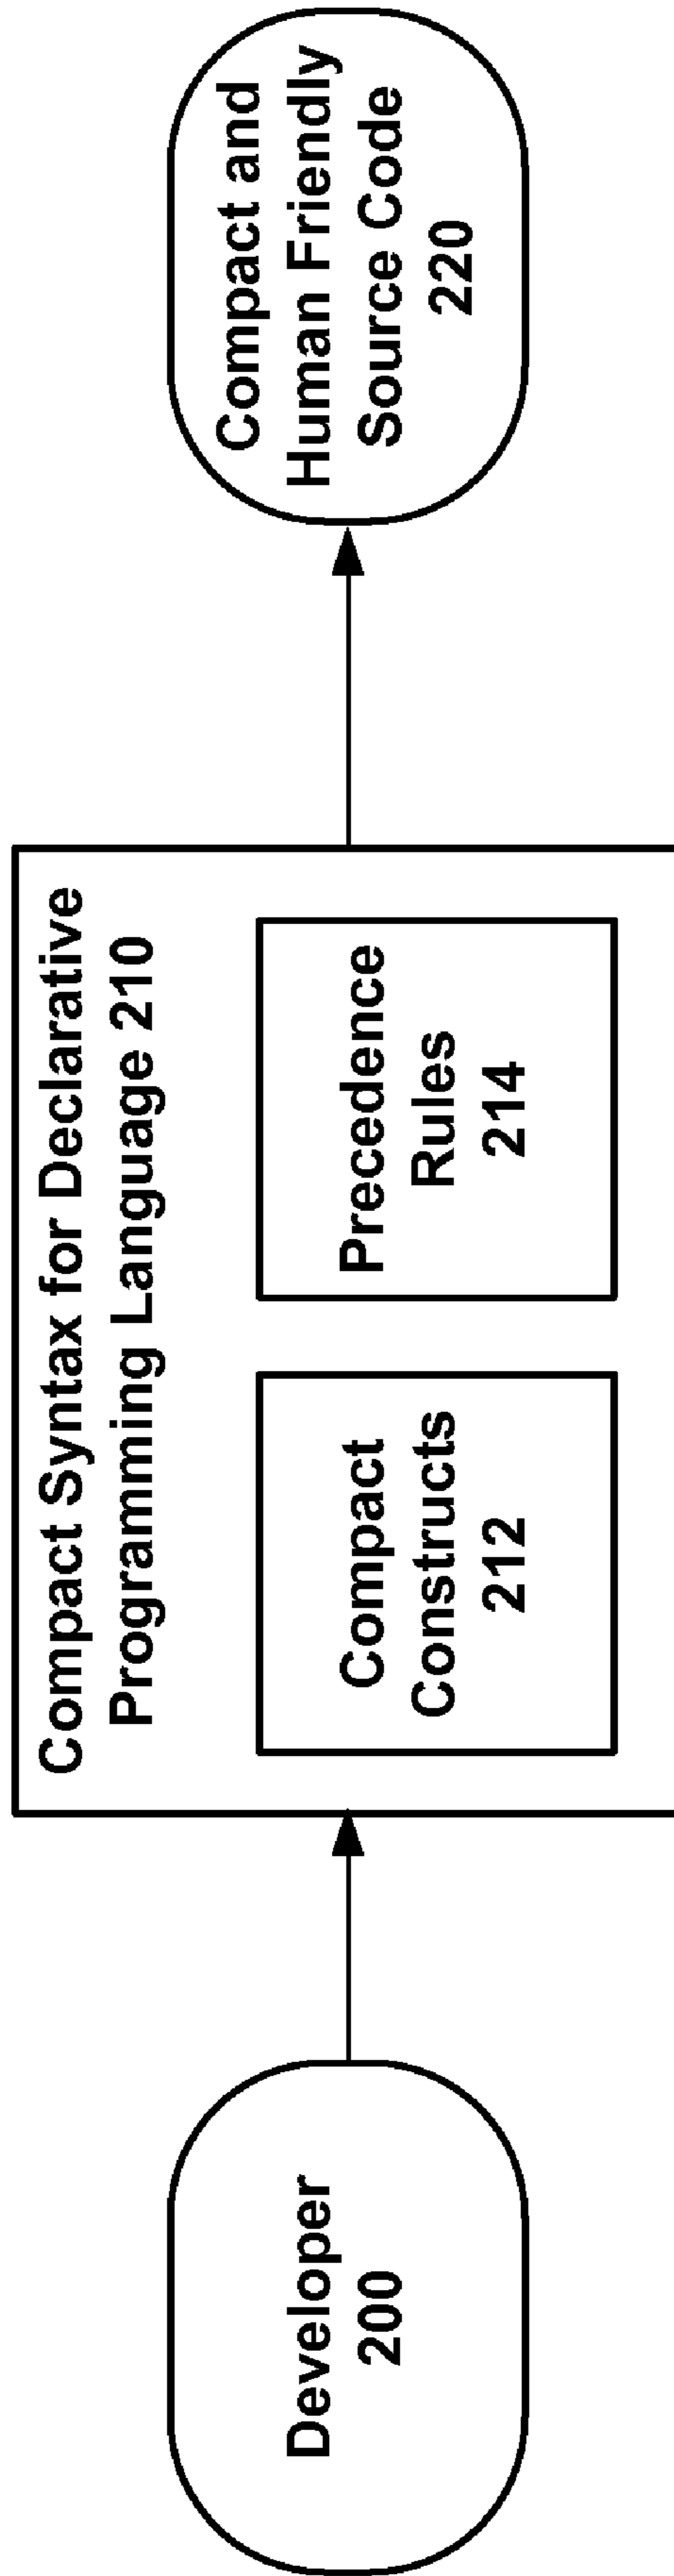 Developer
200
Compact Syntax for Declarative
Programming Language 210
Compact
Constructs
212
Precedence
Rules
214
Compact and
Human Friendly
Source Code
220